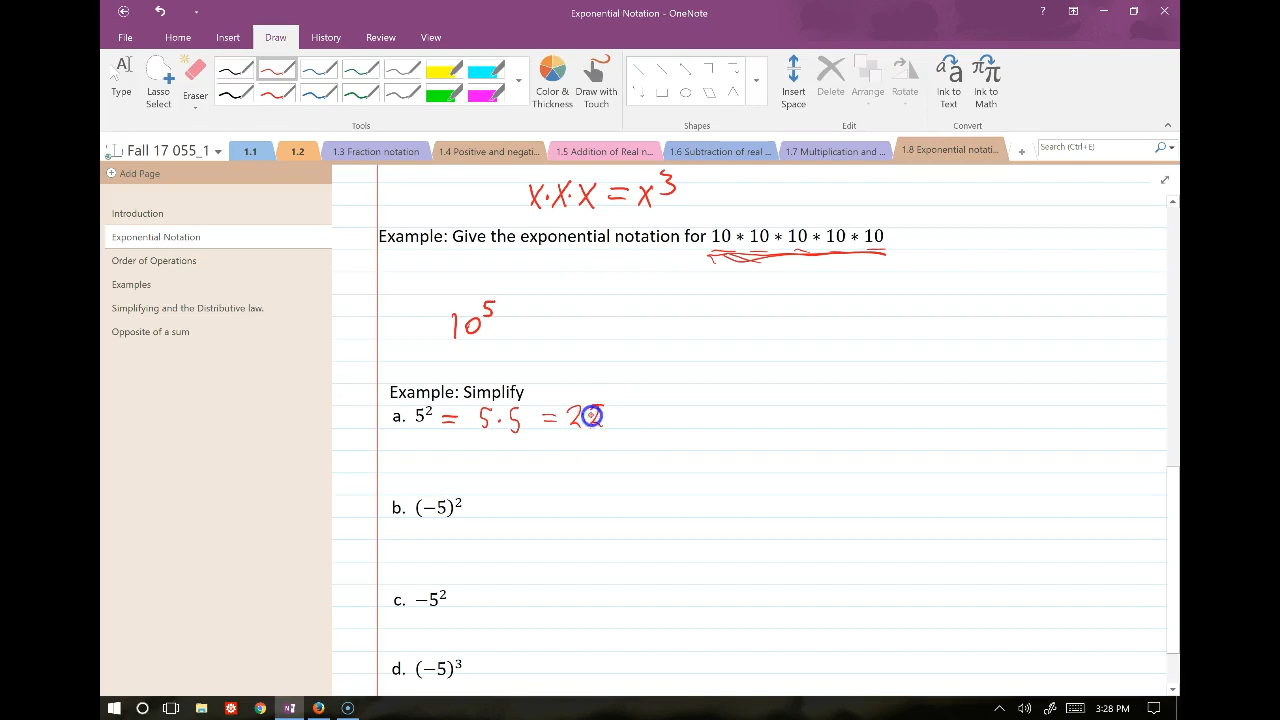 Exponential Notation - OneNote
File Home Insert Draw History Review View
Type Lasso Select Eraser Color & Thickness Draw with Touch Insert Space Delete Arrange Rotate Ink to Text Ink to Math
Tools Shapes Edit Convert
Fall 17 055_1 1.1 1.2 1.3 Fraction notation 1.4 Positive and negati... 1.5 Addition of Real n... 1.6 Subtraction of real ... 1.7 Multiplication and ... 1.8 Exponential notati... Search (Ctrl+E)
Add Page
Introduction
Exponential Notation
Order of Operations
Examples
Simplifying and the Distributive law.
Opposite of a sum
x·x·x = x³
Example: Give the exponential notation for 10 * 10 * 10 * 10 * 10
10⁵
Example: Simplify
a. 5² = 5·5 = 25
b. (−5)²
c. −5²
d. (−5)³
3:28 PM